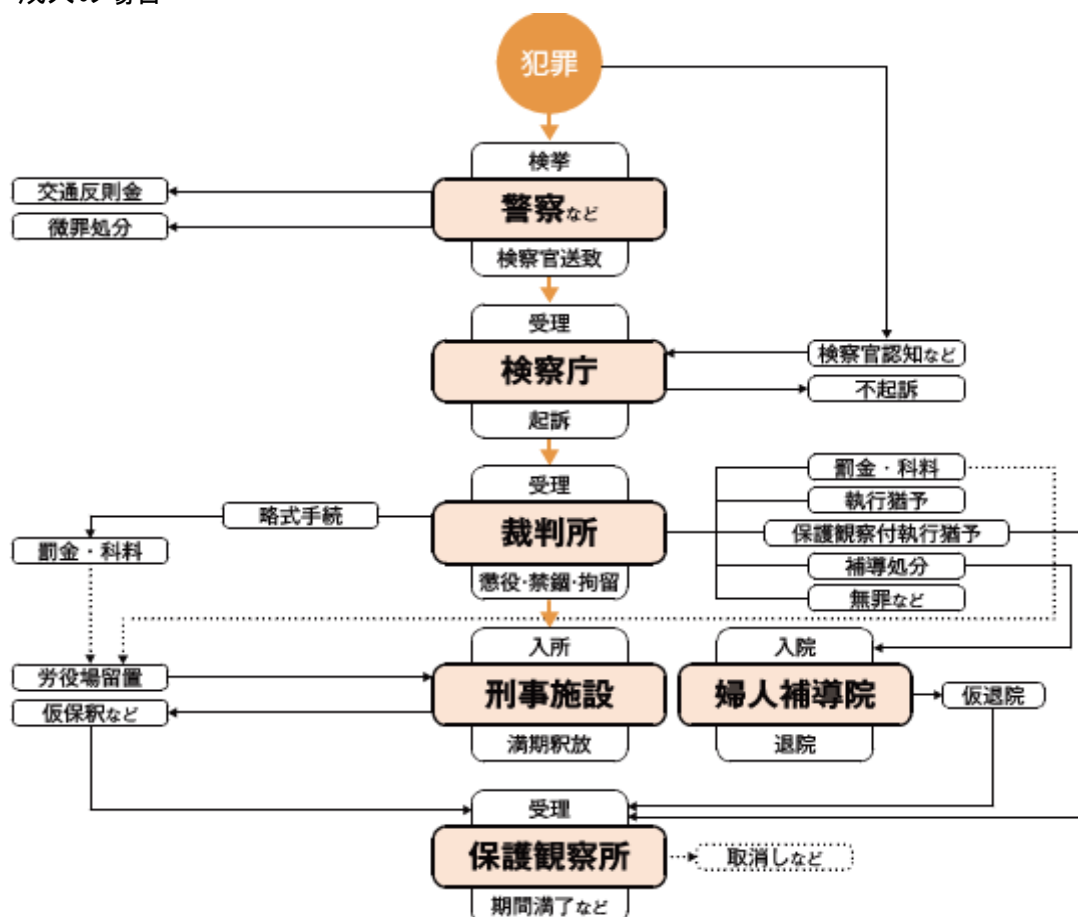 成人の場合
犯罪
検挙
警察など
検察官送致
交通反則金
微罪処分
受理
検察庁
起訴
検察官認知など
不起訴
受理
裁判所
懲役·禁錮·拘留
略式手続
罰金・科料
罰金・科料
執行猶予
保護観察付執行猶予
補導処分
無罪など
労役場留置
仮保釈など
入所
刑事施設
満期釈放
入院
婦人補導院
退院
仮退院
受理
保護観察所
期間満了など
取消しなど